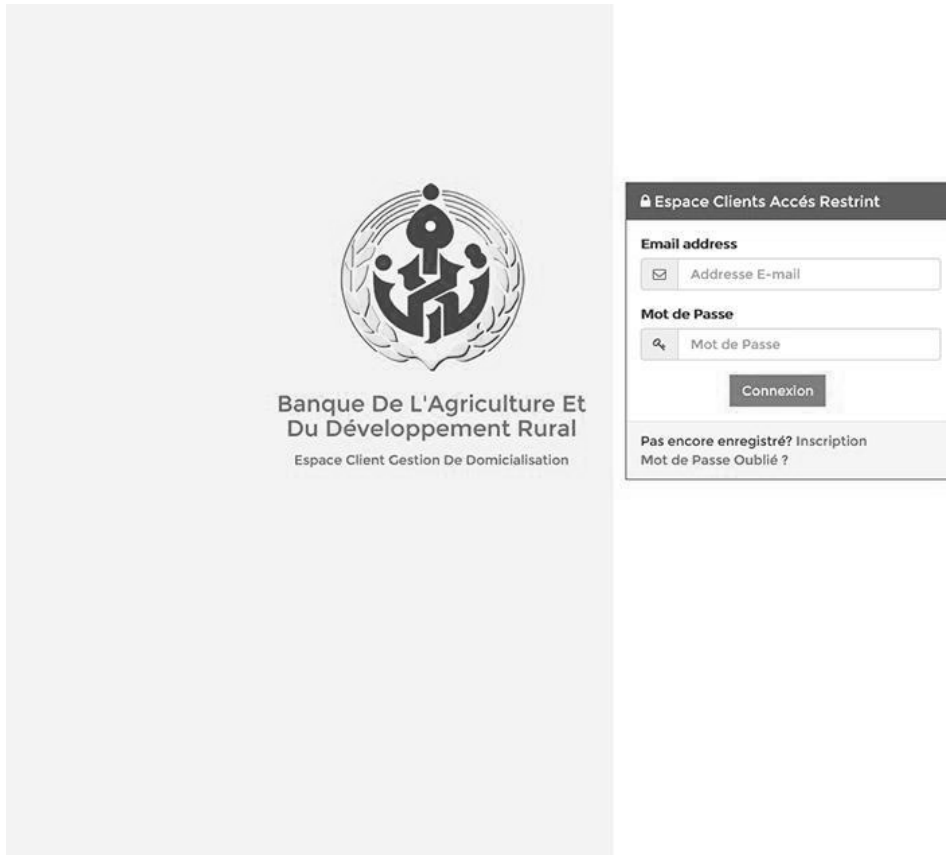 Banque De L'Agriculture Et
Du Développement Rural
Espace Client Gestion De Domicialisation
Espace Clients Accés Restrint
Email address
Addresse E-mail
Mot de Passe
Mot de Passe
Connexion
Pas encore enregistré? Inscription
Mot de Passe Oublié ?